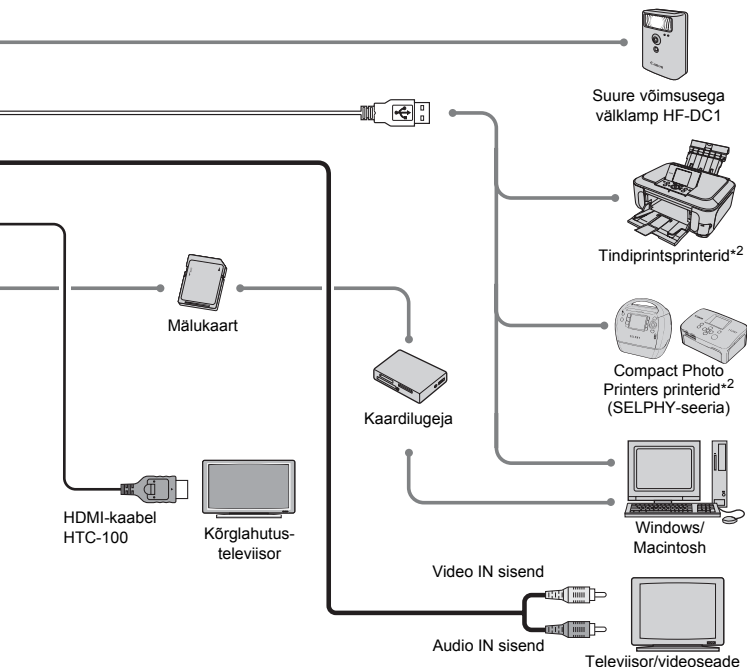 Suure võimsusega
välklamp HF-DC1
Tindiprintsprinterid*2
Mälukaart
Compact Photo
Printers printerid*2
(SELPHY-seeria)
Kaardilugeja
HDMI-kaabel
HTC-100
Kõrglahutus-
televiisor
Windows/
Macintosh
Video IN sisend
Audio IN sisend
Televiisor/videoseade